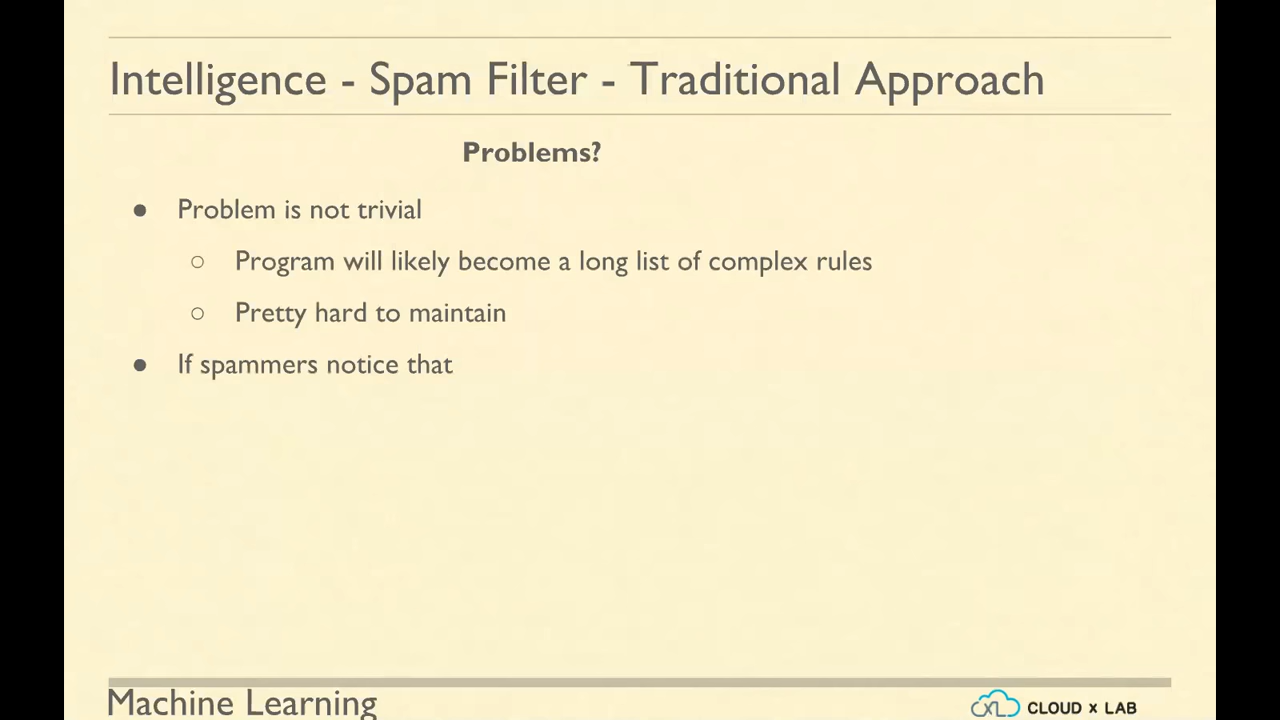 Intelligence - Spam Filter - Traditional Approach
Problems?
● Problem is not trivial
○ Program will likely become a long list of complex rules
○ Pretty hard to maintain
● If spammers notice that
Machine Learning
CLOUD x LAB